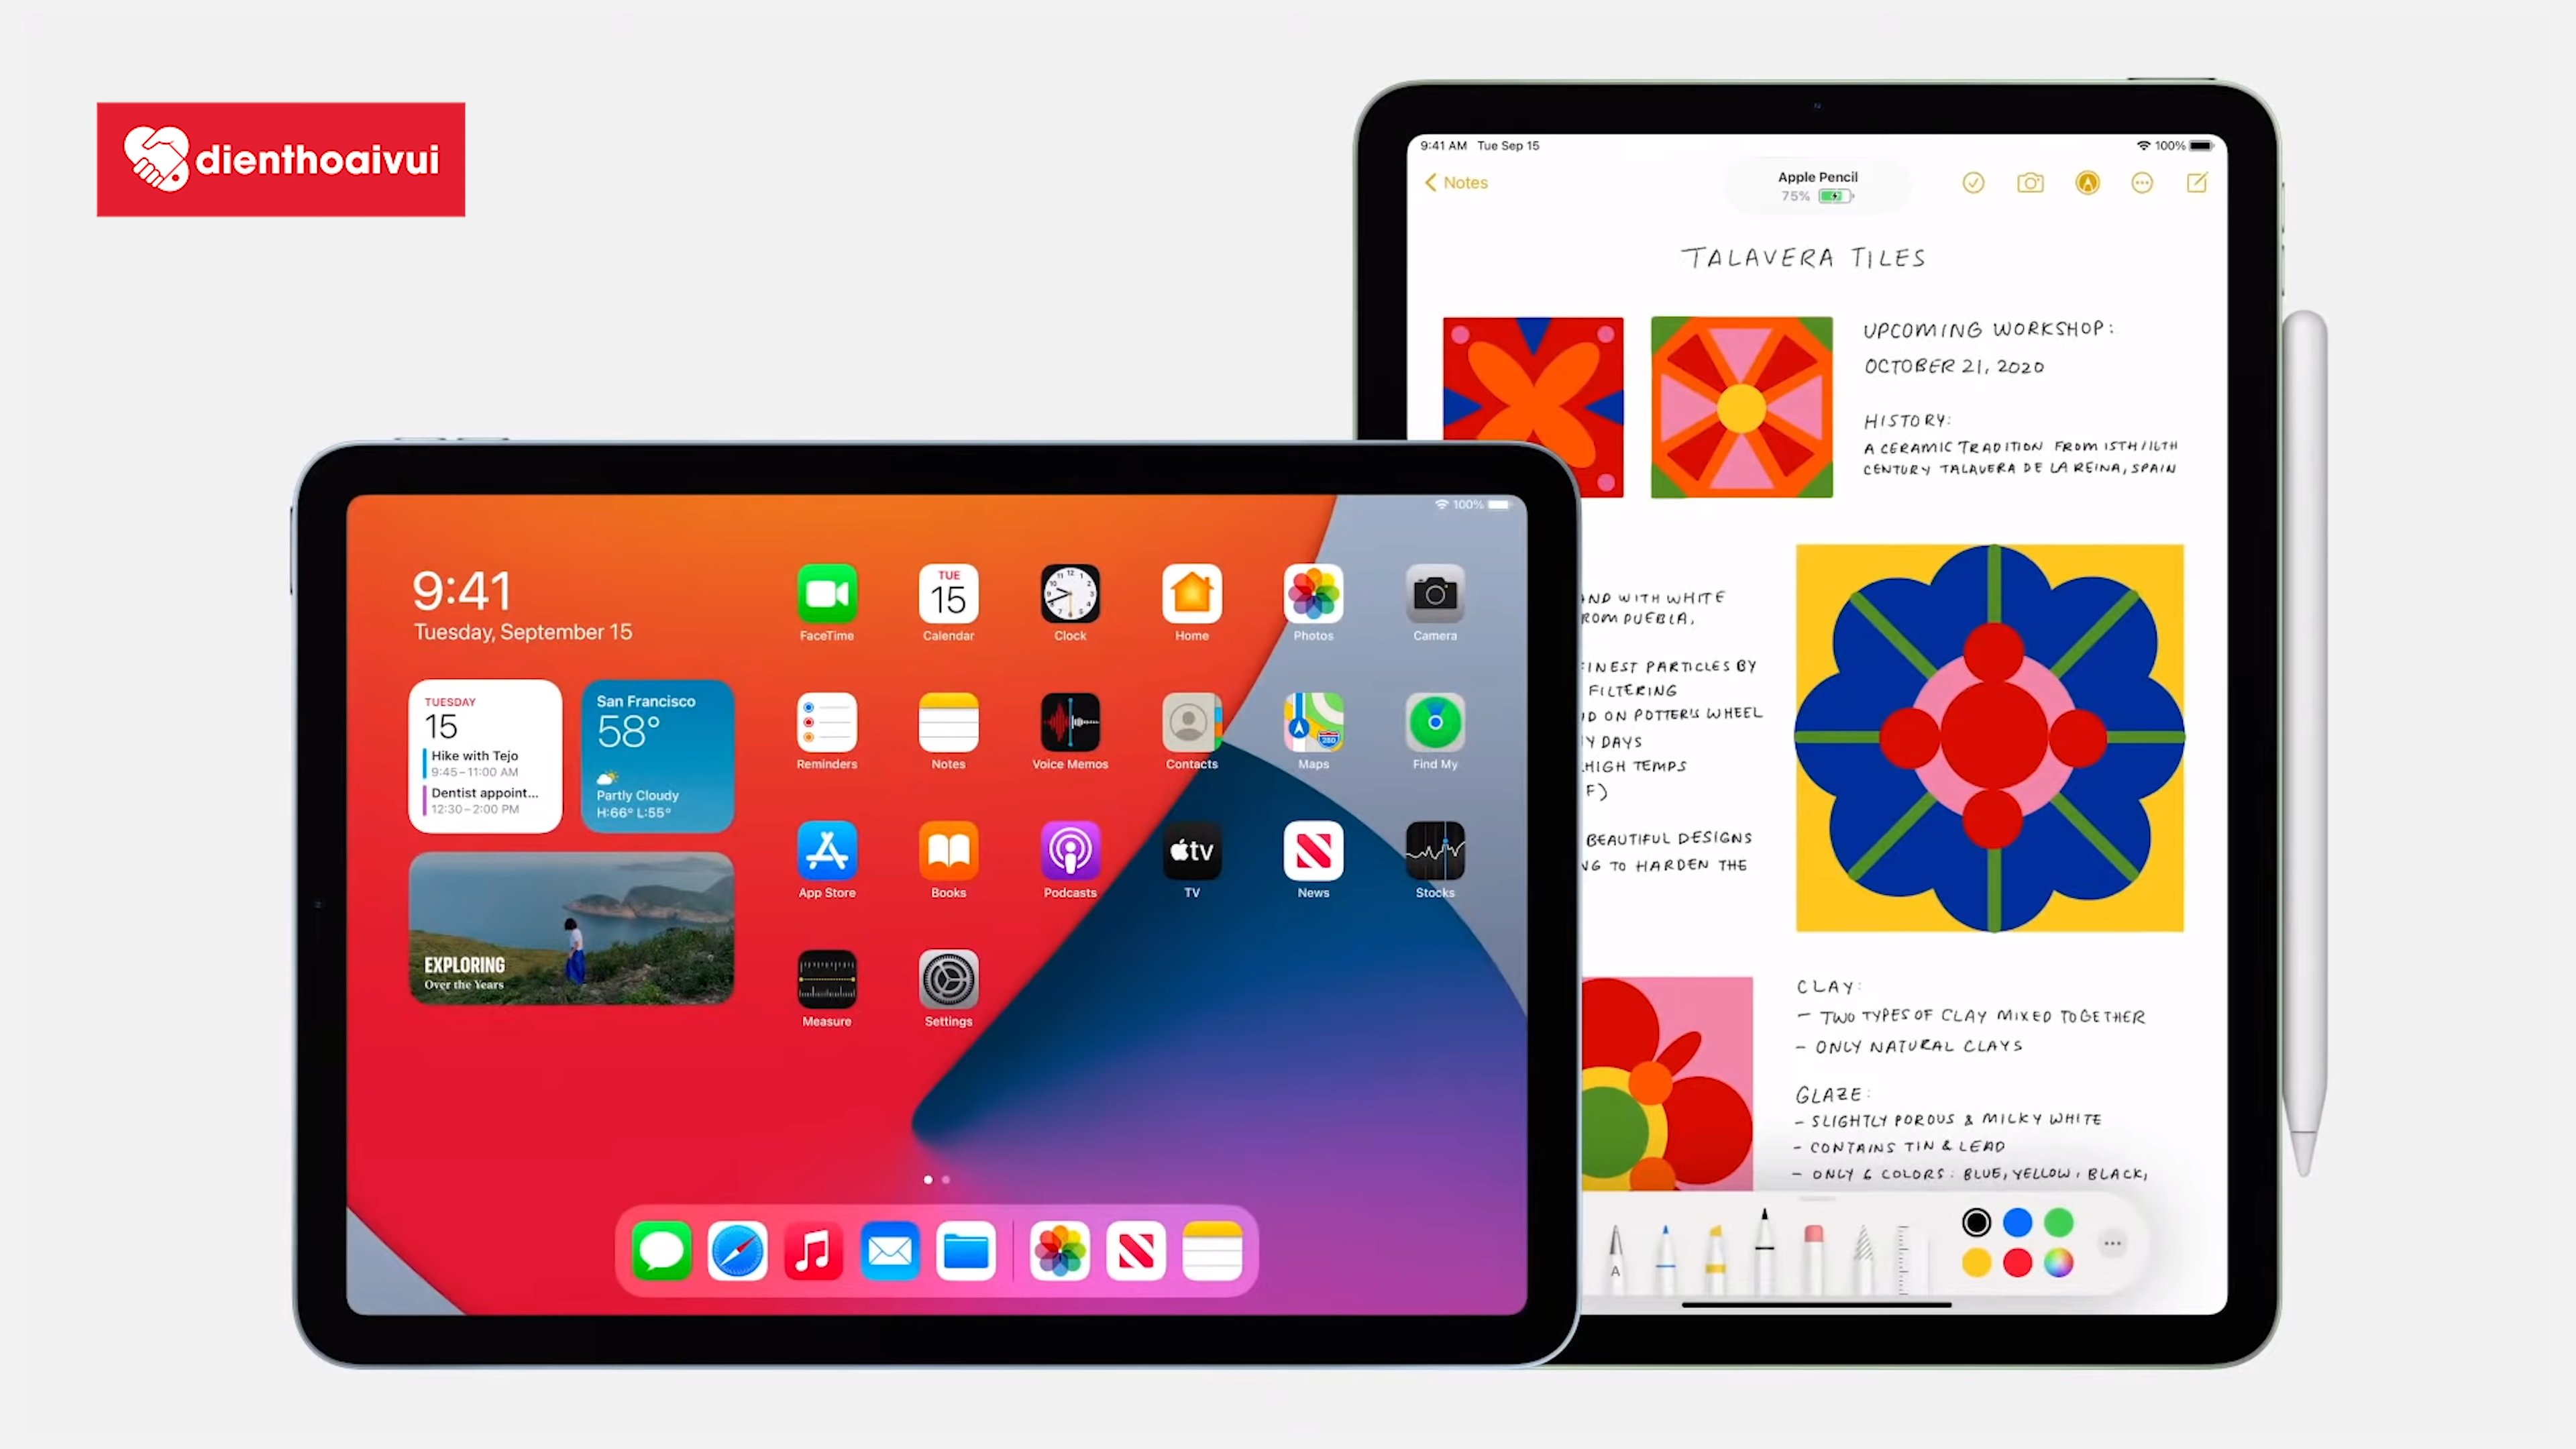 dienthoaivui
9:41 AM Tue Sep 15
100%
Notes
Apple Pencil
75%
TALAVERA TILES
UPCOMING WORKSHOP:
OCTOBER 21, 2020
HISTORY:
A CERAMIC TRADITION FROM 15TH/16TH
CENTURY TALAVERA DE LA REINA, SPAIN
AND WITH WHITE
ROM PUEBLA,
FINEST PARTICLES BY
FILTERING
D ON POTTER'S WHEEL
Y DAYS
HIGH TEMPS
F)
BEAUTIFUL DESIGNS
NG TO HARDEN THE
CLAY:
- TWO TYPES OF CLAY MIXED TOGETHER
- ONLY NATURAL CLAYS
GLAZE:
- SLIGHTLY POROUS & MILKY WHITE
- CONTAINS TIN & LEAD
- ONLY 6 COLORS: BLUE, YELLOW, BLACK,
A
100%
9:41
Tuesday, September 15
TUESDAY
15
Hike with Tejo
9:45–11:00 AM
Dentist appoint...
12:30–2:00 PM
San Francisco
58°
Partly Cloudy
H:66° L:55°
EXPLORING
Over the Years
TUE
15
FaceTime Calendar Clock Home Photos Camera
280
Reminders Notes Voice Memos Contacts Maps Find My
tv
App Store Books Podcasts TV News Stocks
Measure Settings